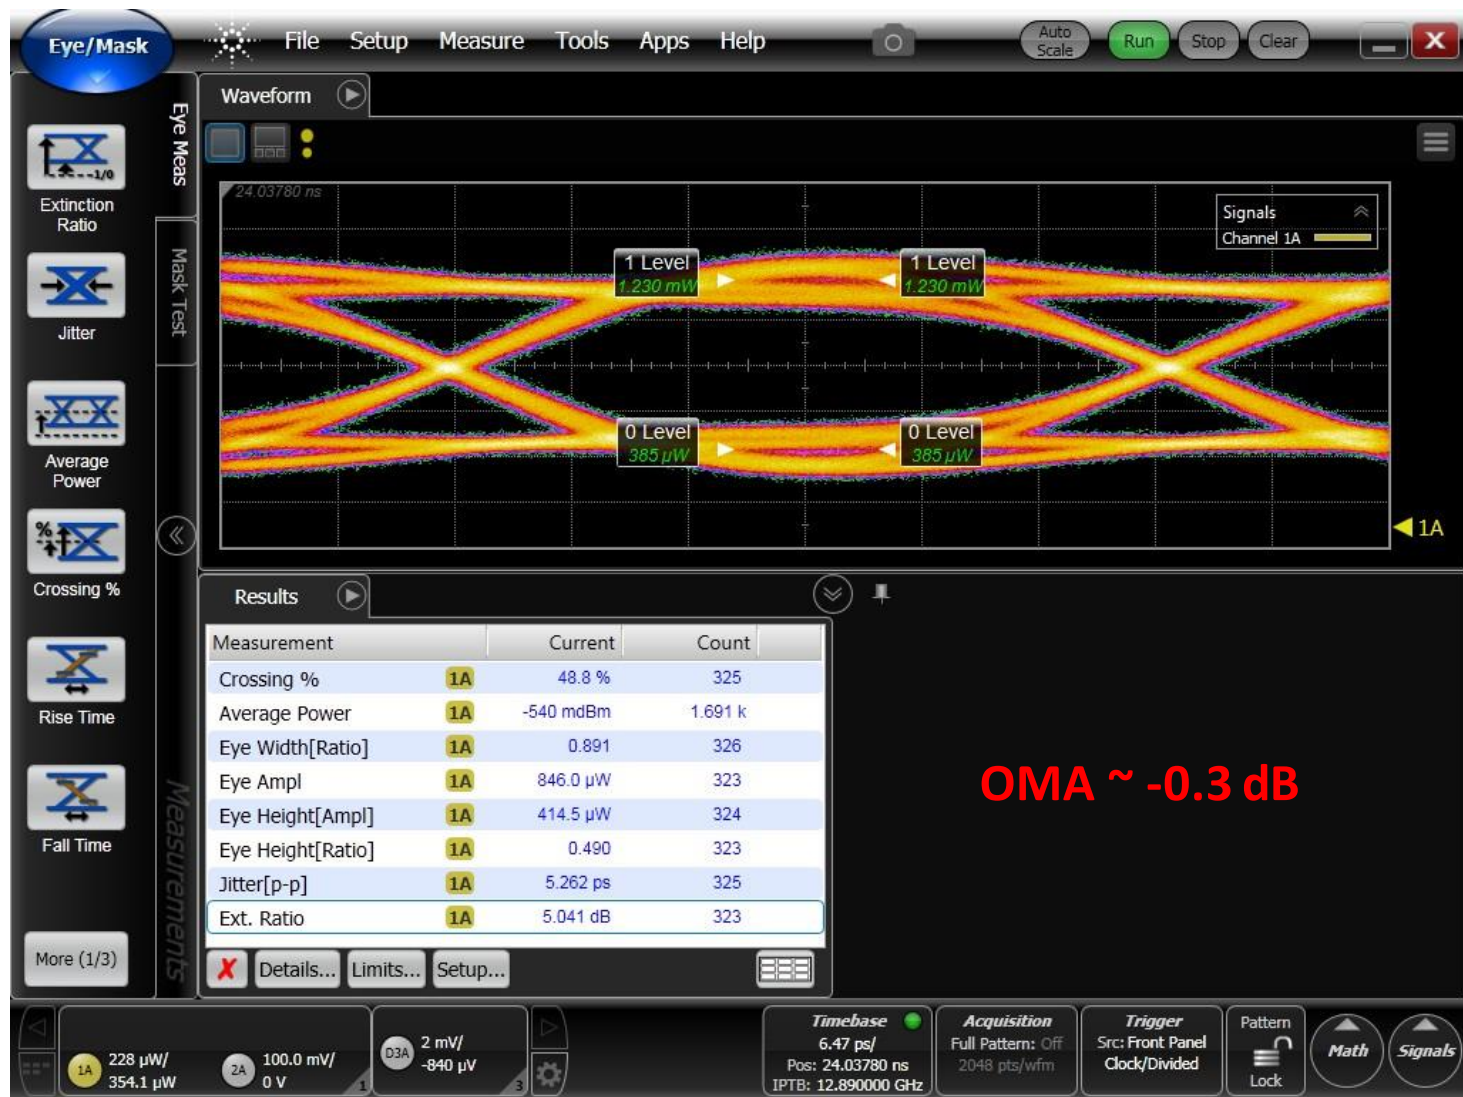 Eye/Mask
File Setup Measure Tools Apps Help
Auto Scale
Run
Stop
Clear
X
Eye Meas
Mask Test
Measurements
--1/0
Extinction
Ratio
Jitter
Average
Power
%
Crossing %
Rise Time
Fall Time
More (1/3)
Waveform
24.03780 ns
Signals
Channel 1A
1 Level
1.230 mW
1 Level
1.230 mW
0 Level
385 µW
0 Level
385 µW
1A
Results
Measurement Current Count
Crossing % 1A 48.8 % 325
Average Power 1A -540 mdBm 1.691 k
Eye Width[Ratio] 1A 0.891 326
Eye Ampl 1A 846.0 µW 323
Eye Height[Ampl] 1A 414.5 µW 324
Eye Height[Ratio] 1A 0.490 323
Jitter[p-p] 1A 5.262 ps 325
Ext. Ratio 1A 5.041 dB 323
Details... Limits... Setup...
OMA ~ -0.3 dB
1A
228 µW/
354.1 µW
2A
100.0 mV/
0 V
1
D3A
2 mV/
-840 µV
3
Timebase
6.47 ps/
Pos: 24.03780 ns
IPTB: 12.890000 GHz
Acquisition
Full Pattern: Off
2048 pts/wfm
Trigger
Src: Front Panel
Clock/Divided
Pattern
Lock
Math
Signals